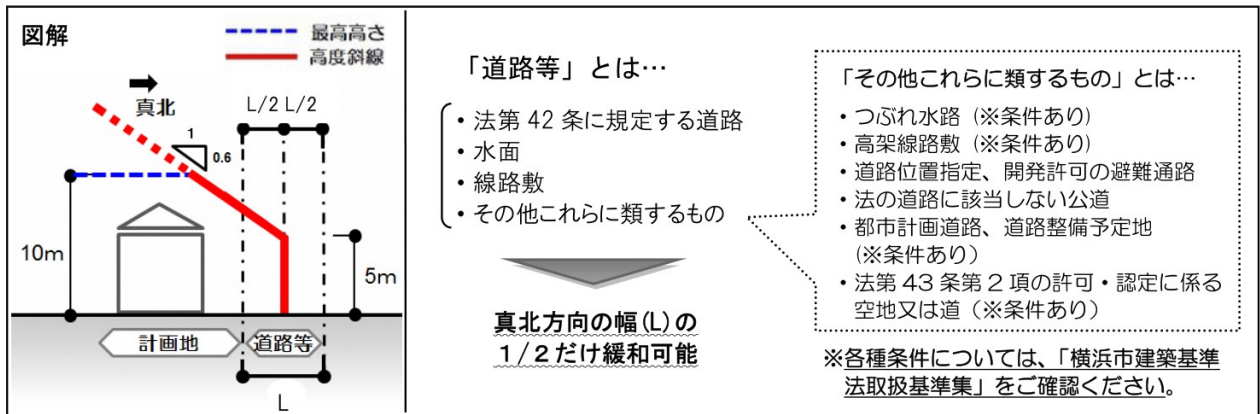 図解
最高高さ
高度斜線
真北
L/2 L/2
1
0.6
10m
5m
計画地
道路等
L
「道路等」とは…
・法第 42 条に規定する道路
・水面
・線路敷
・その他これらに類するもの
真北方向の幅(L)の
1/2だけ緩和可能
「その他これらに類するもの」とは…
・つぶれ水路（※条件あり）
・高架線路敷（※条件あり）
・道路位置指定、開発許可の避難通路
・法の道路に該当しない公道
・都市計画道路、道路整備予定地
（※条件あり）
・法第 43 条第 2 項の許可・認定に係る
空地又は道（※条件あり）
※各種条件については、「横浜市建築基準
法取扱基準集」をご確認ください。